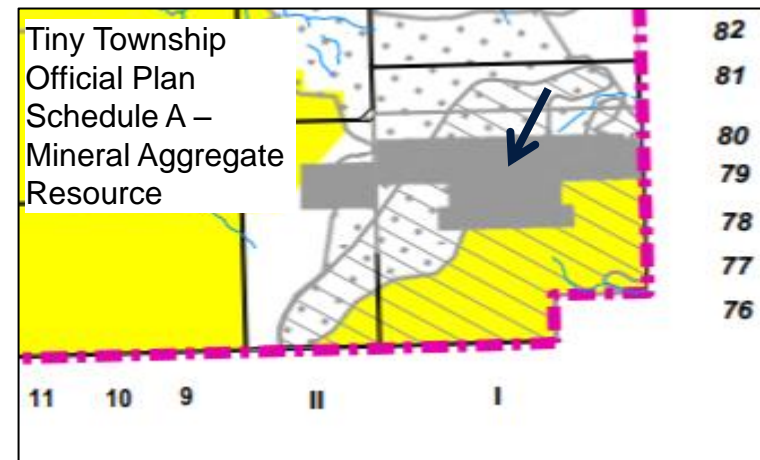 Tiny Township
Official Plan
Schedule A –
Mineral Aggregate
Resource
82
81
80
79
78
77
76
11 10 9 II I